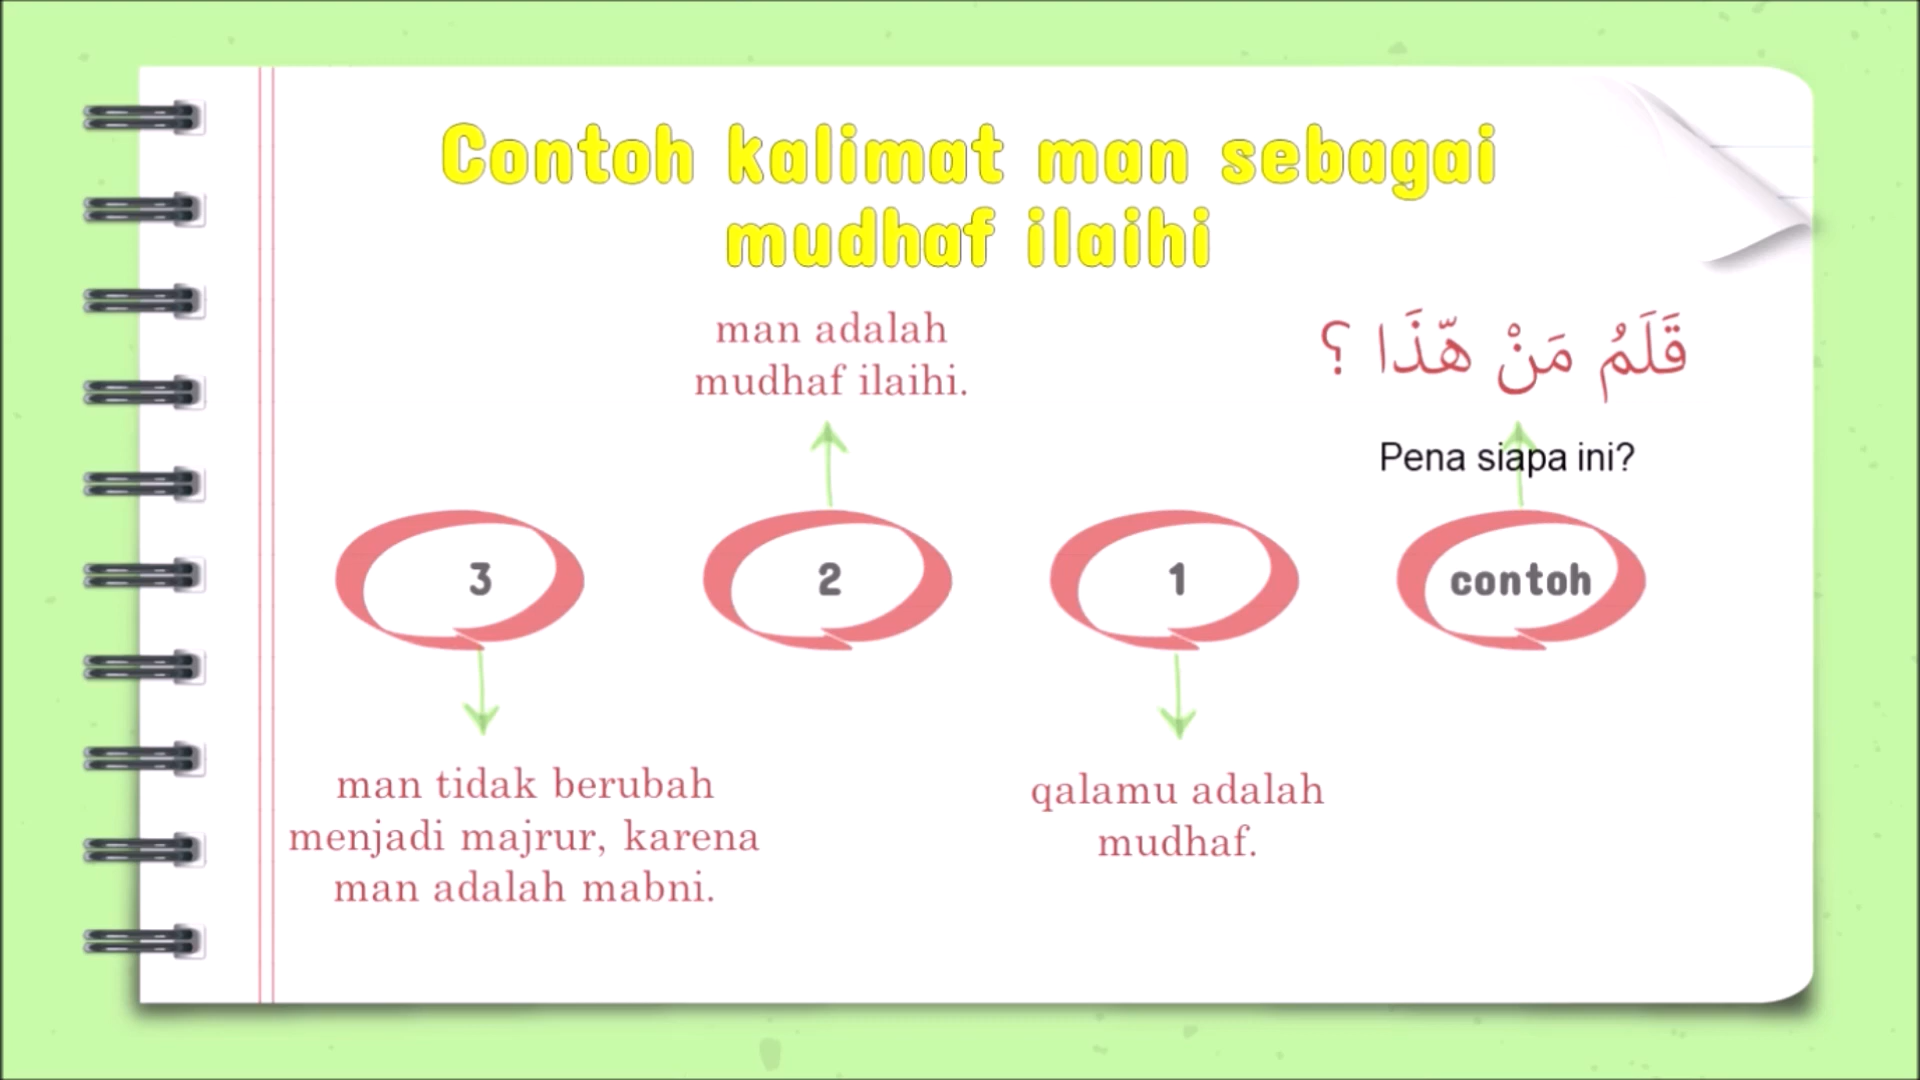 Contoh kalimat man sebagai
mudhaf ilaihi
man adalah
mudhaf ilaihi.
قَلَمُ مَنْ هّذَا ؟
Pena siapa ini?
3
2
1
contoh
man tidak berubah
menjadi majrur, karena
man adalah mabni.
qalamu adalah
mudhaf.